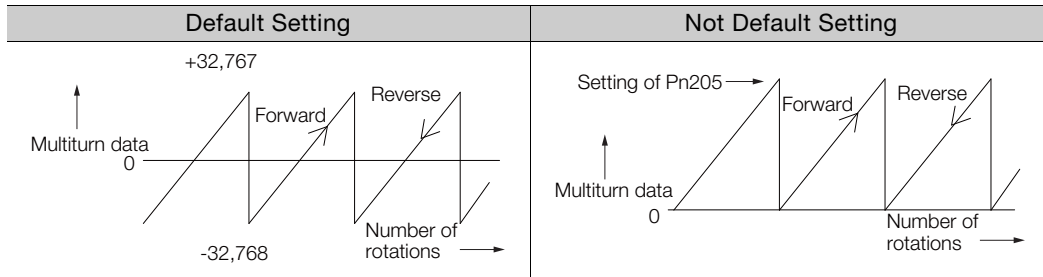 Default Setting
Not Default Setting
+32,767
Forward
Reverse
Multiturn data
0
Number of
rotations
-32,768
Setting of Pn205
Forward
Reverse
Multiturn data
0
Number of
rotations